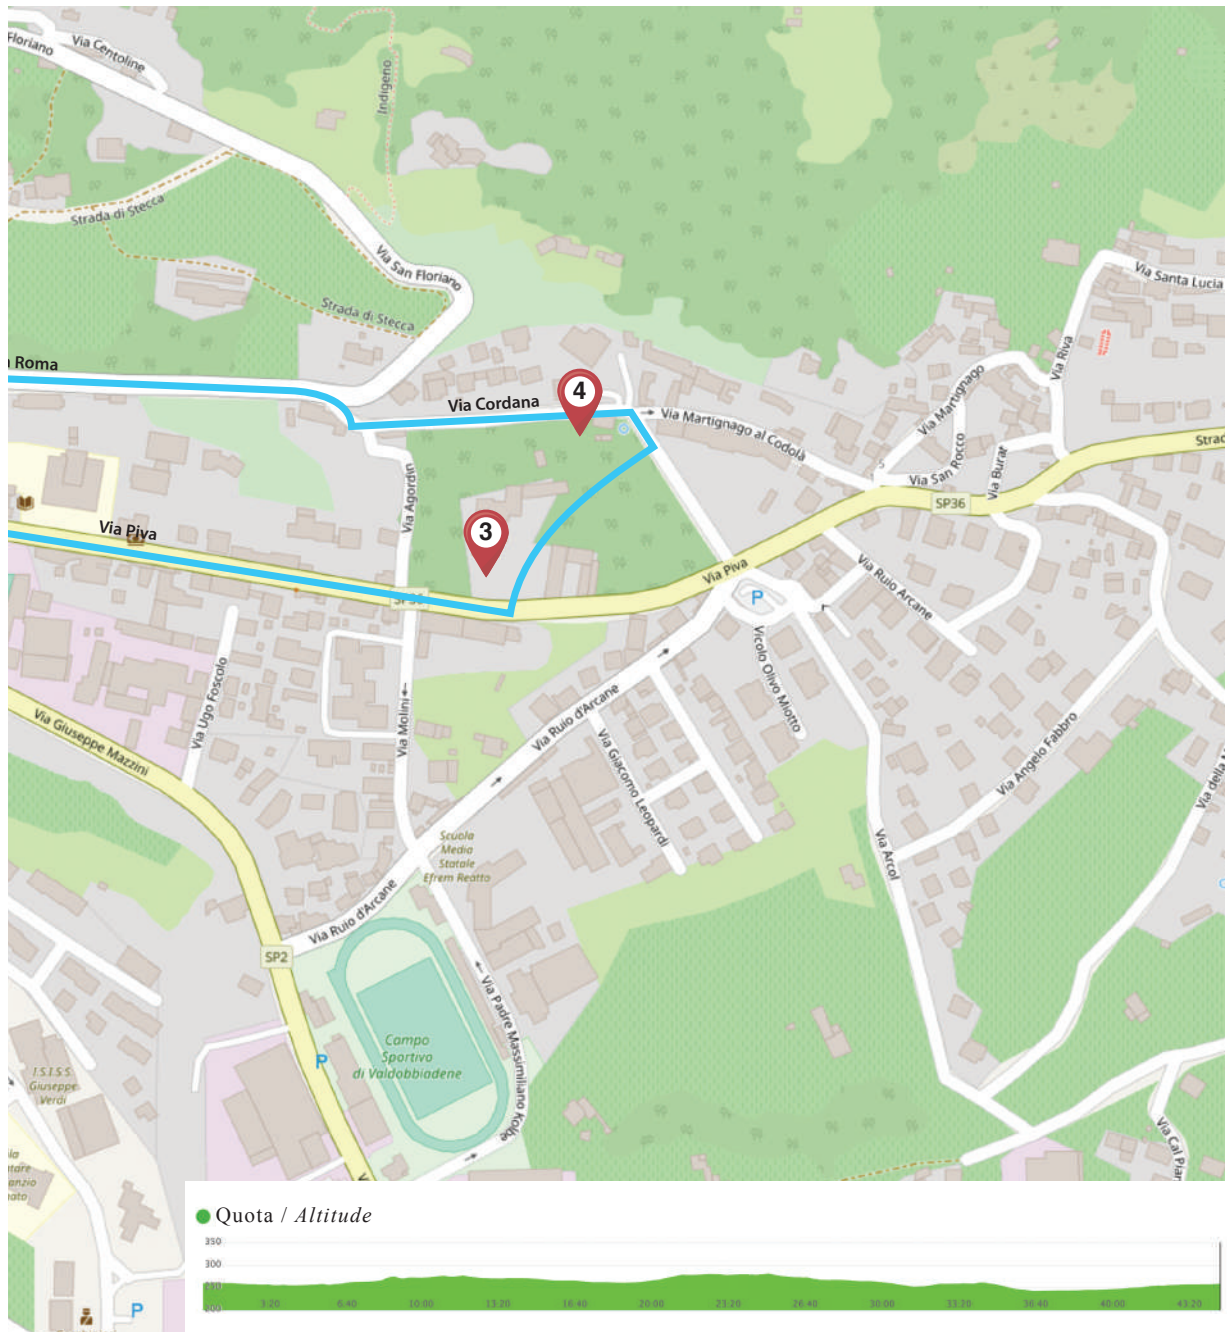 Floriano
Via Centoline
Indigeno
Strada di Stecca
Via San Floriano
Strada di Stecca
Via Santa Lucia
Via Riva
Roma
Via Cordana
4
Via Martignago al Codola
Via Martignago
Via San Rocco
Via Burat
SP36
Via Agordin
Via Piva
3
Via Piva
P
Via Ruio Arcane
Vicolo Olivo Miotto
Via Ugo Foscolo
Via Molini
Via Ruio d'Arcane
Via Giacomo Leopardi
Via Giuseppe Mazzini
Via Angelo Fabbro
Via della
Via Arcol
Scuola
Media
Statale
Efrem Reatto
Via Ruio d'Arcane
SP2
Via Padre Massimiliano Kolbe
Campo
Sportivo
di Valdobbiadene
P
I.S.I.S.S.
Giuseppe
Verdi
Via Cal Pian
P
Quota / Altitude
350
300
250
200
3:20 6:40 10:00 13:20 16:40 20:00 23:20 26:40 30:00 33:20 36:40 40:00 43:20